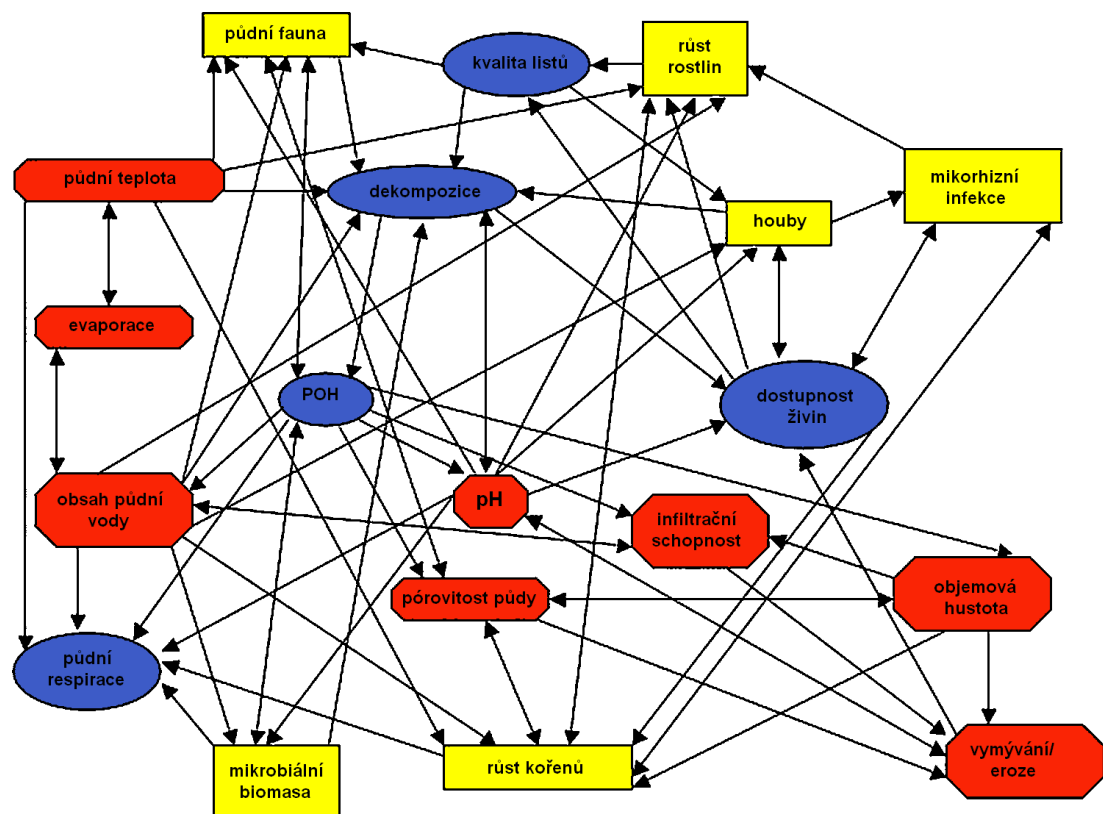 půdní fauna
kvalita listů
růst
rostlin
půdní teplota
dekompozice
mikorhizní
infekce
houby
evaporace
POH
dostupnost
živin
obsah půdní
vody
pH
infiltrační
schopnost
pórovitost půdy
objemová
hustota
půdní
respirace
mikrobiální
biomasa
růst kořenů
vymývání/
eroze